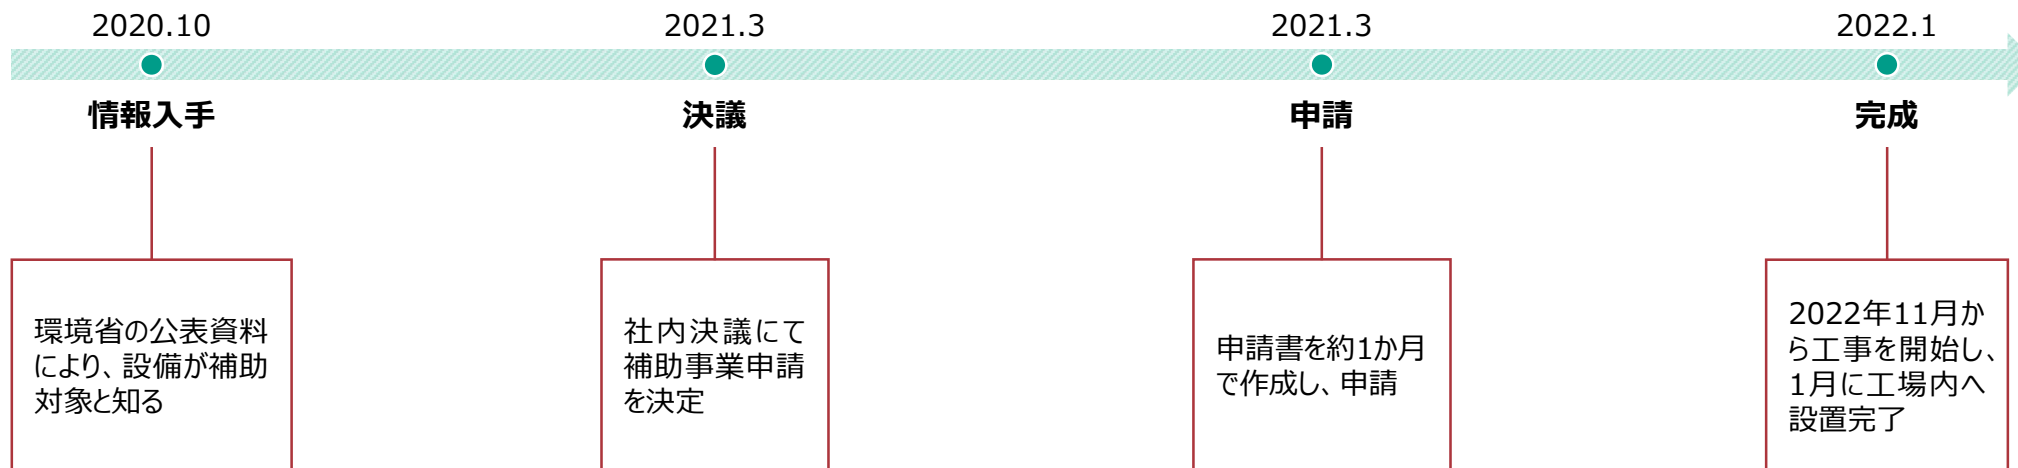 2020.10
2021.3
2021.3
2022.1
情報入手
決議
申請
完成
環境省の公表資料
により、設備が補助
対象と知る
社内決議にて
補助事業申請
を決定
申請書を約1か月
で作成し、申請
2022年11月か
ら工事を開始し、
1月に工場内へ
設置完了